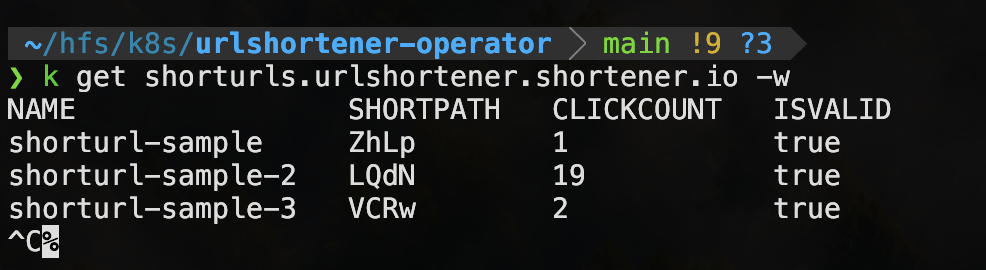 ~/hfs/k8s/urlshortener-operator > main !9 ?3
❯ k get shorturls.urlshortener.shortener.io -w
NAME SHORTPATH CLICKCOUNT ISVALID
shorturl-sample ZhLp 1 true
shorturl-sample-2 LQdN 19 true
shorturl-sample-3 VCRw 2 true
^C%